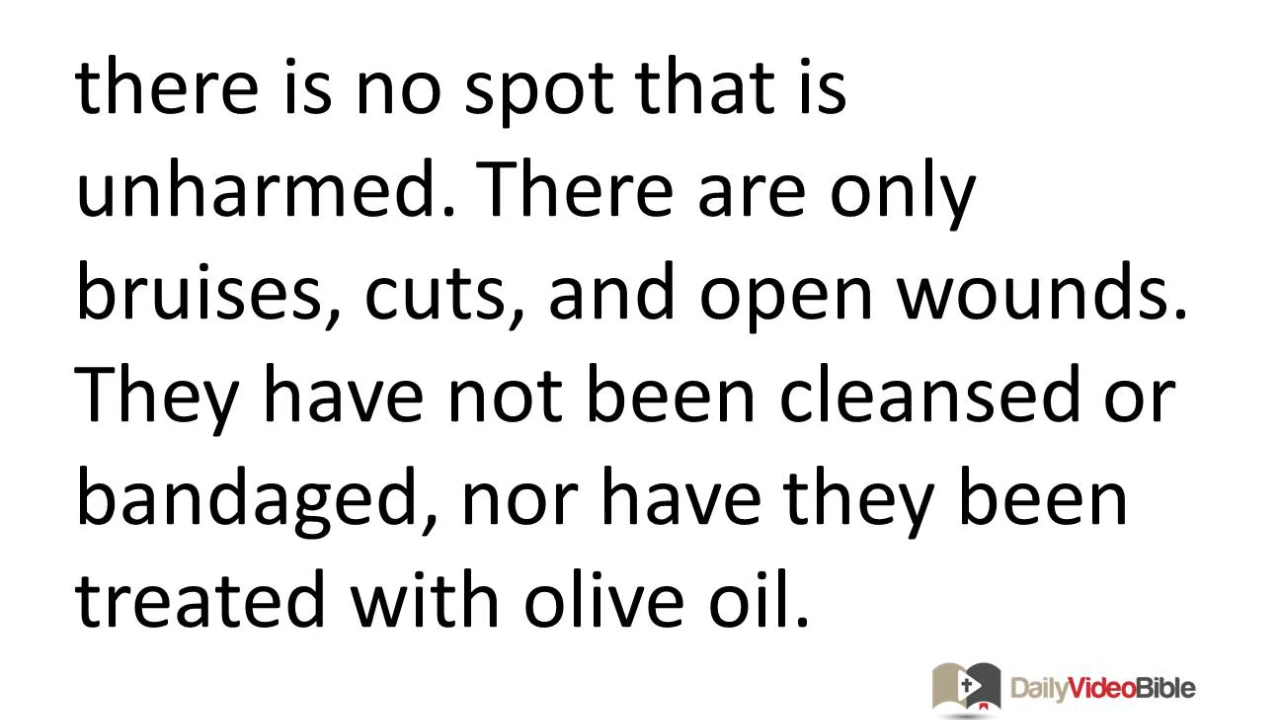 there is no spot that is
unharmed. There are only
bruises, cuts, and open wounds.
They have not been cleansed or
bandaged, nor have they been
treated with olive oil.
DailyVideoBible